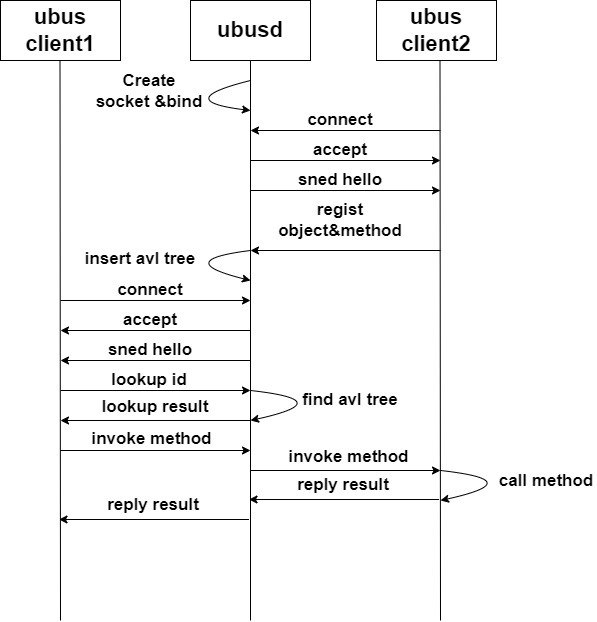 ubus
client1
ubusd
ubus
client2
Create
socket &bind
connect
accept
sned hello
regist
object&method
insert avl tree
connect
accept
sned hello
lookup id
find avl tree
lookup result
invoke method
invoke method
call method
reply result
reply result